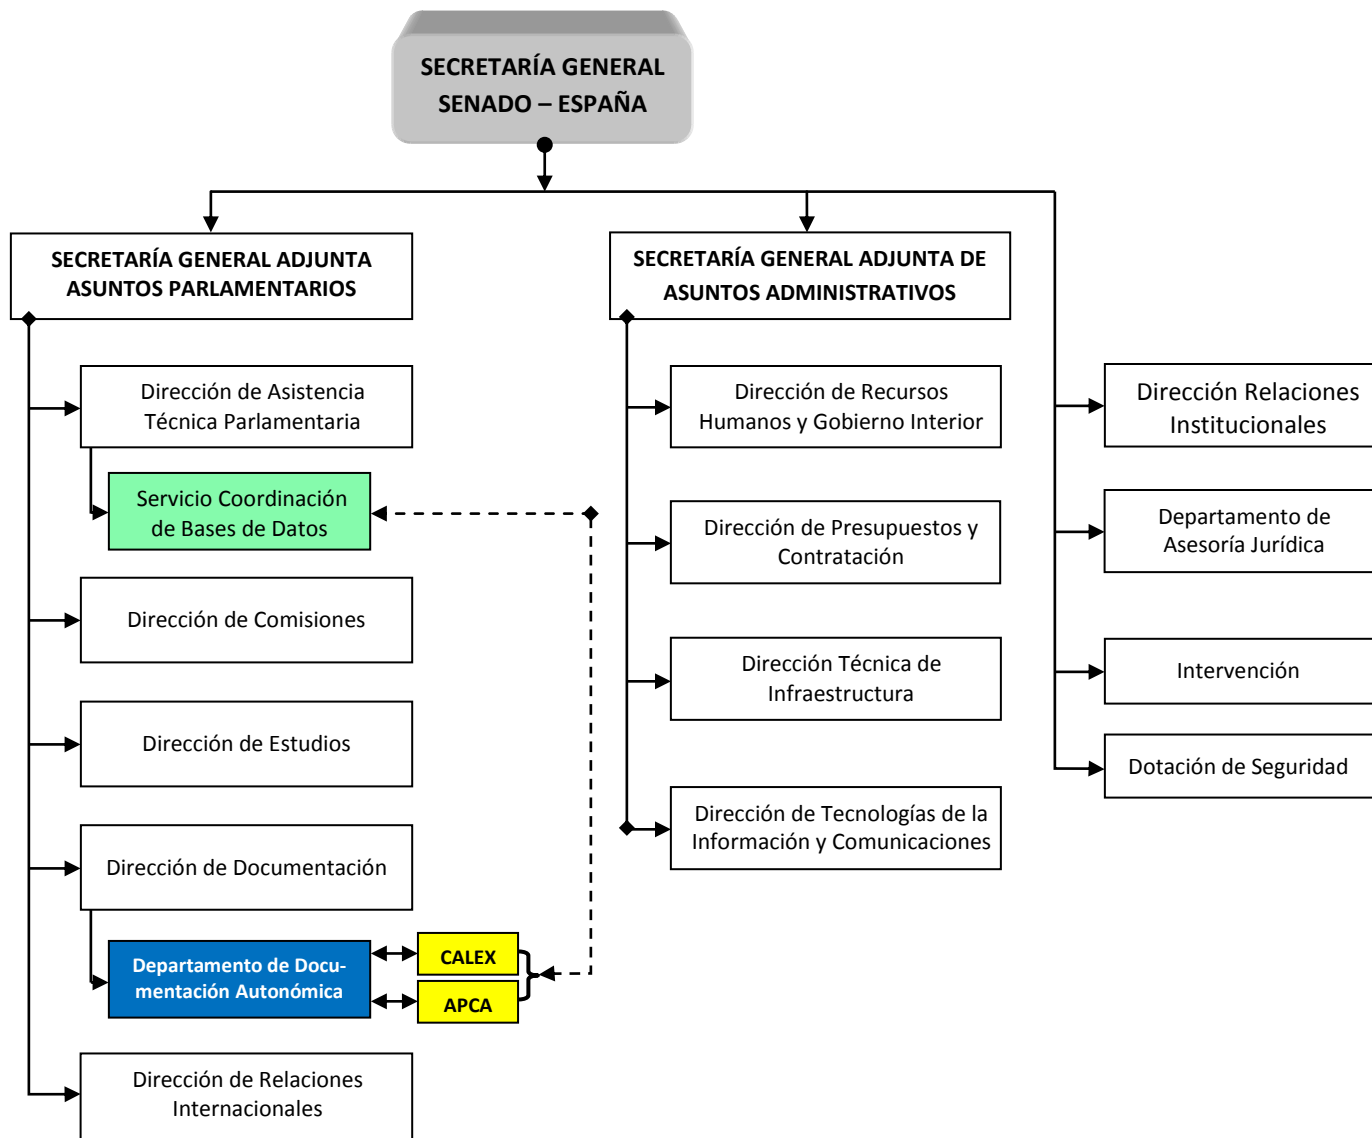 SECRETARÍA GENERAL
SENADO – ESPAÑA
SECRETARÍA GENERAL ADJUNTA
ASUNTOS PARLAMENTARIOS
Dirección de Asistencia
Técnica Parlamentaria
Servicio Coordinación
de Bases de Datos
Dirección de Comisiones
Dirección de Estudios
Dirección de Documentación
Departamento de Docu-
mentación Autonómica
CALEX
APCA
Dirección de Relaciones
Internacionales
SECRETARÍA GENERAL ADJUNTA DE
ASUNTOS ADMINISTRATIVOS
Dirección de Recursos
Humanos y Gobierno Interior
Dirección de Presupuestos y
Contratación
Dirección Técnica de
Infraestructura
Dirección de Tecnologías de la
Información y Comunicaciones
Dirección Relaciones
Institucionales
Departamento de
Asesoría Jurídica
Intervención
Dotación de Seguridad